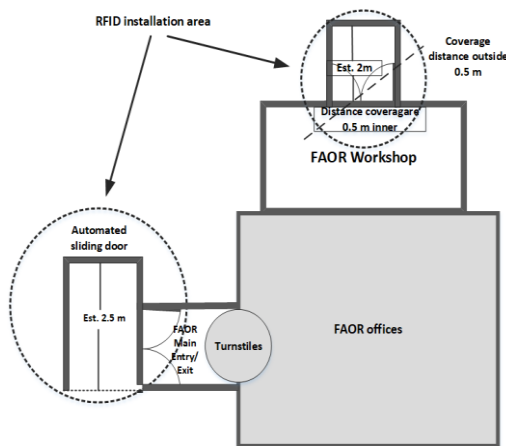 RFID installation area
Coverage
distance outside
0.5 m
Est. 2m
Distance coveragare
0.5 m inner
FAOR Workshop
Automated
sliding door
Est. 2.5 m
FAOR
Main
Entry/
Exit
Turnstiles
FAOR offices